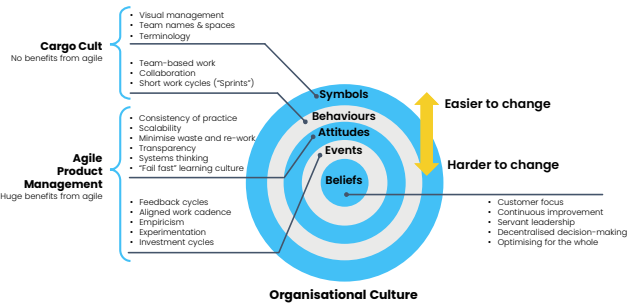 • Visual management
• Team names & spaces
• Terminology
Cargo Cult
No benefits from agile
• Team-based work
• Collaboration
• Short work cycles (“Sprints”)
• Consistency of practice
• Scalability
• Minimise waste and re-work
• Transparency
• Systems thinking
• “Fail fast” learning culture
Agile
Product
Management
Huge benefits from agile
• Feedback cycles
• Aligned work cadence
• Empiricism
• Experimentation
• Investment cycles
Symbols
Behaviours
Attitudes
Events
Beliefs
Easier to change
Harder to change
• Customer focus
• Continuous improvement
• Servant leadership
• Decentralised decision-making
• Optimising for the whole
Organisational Culture